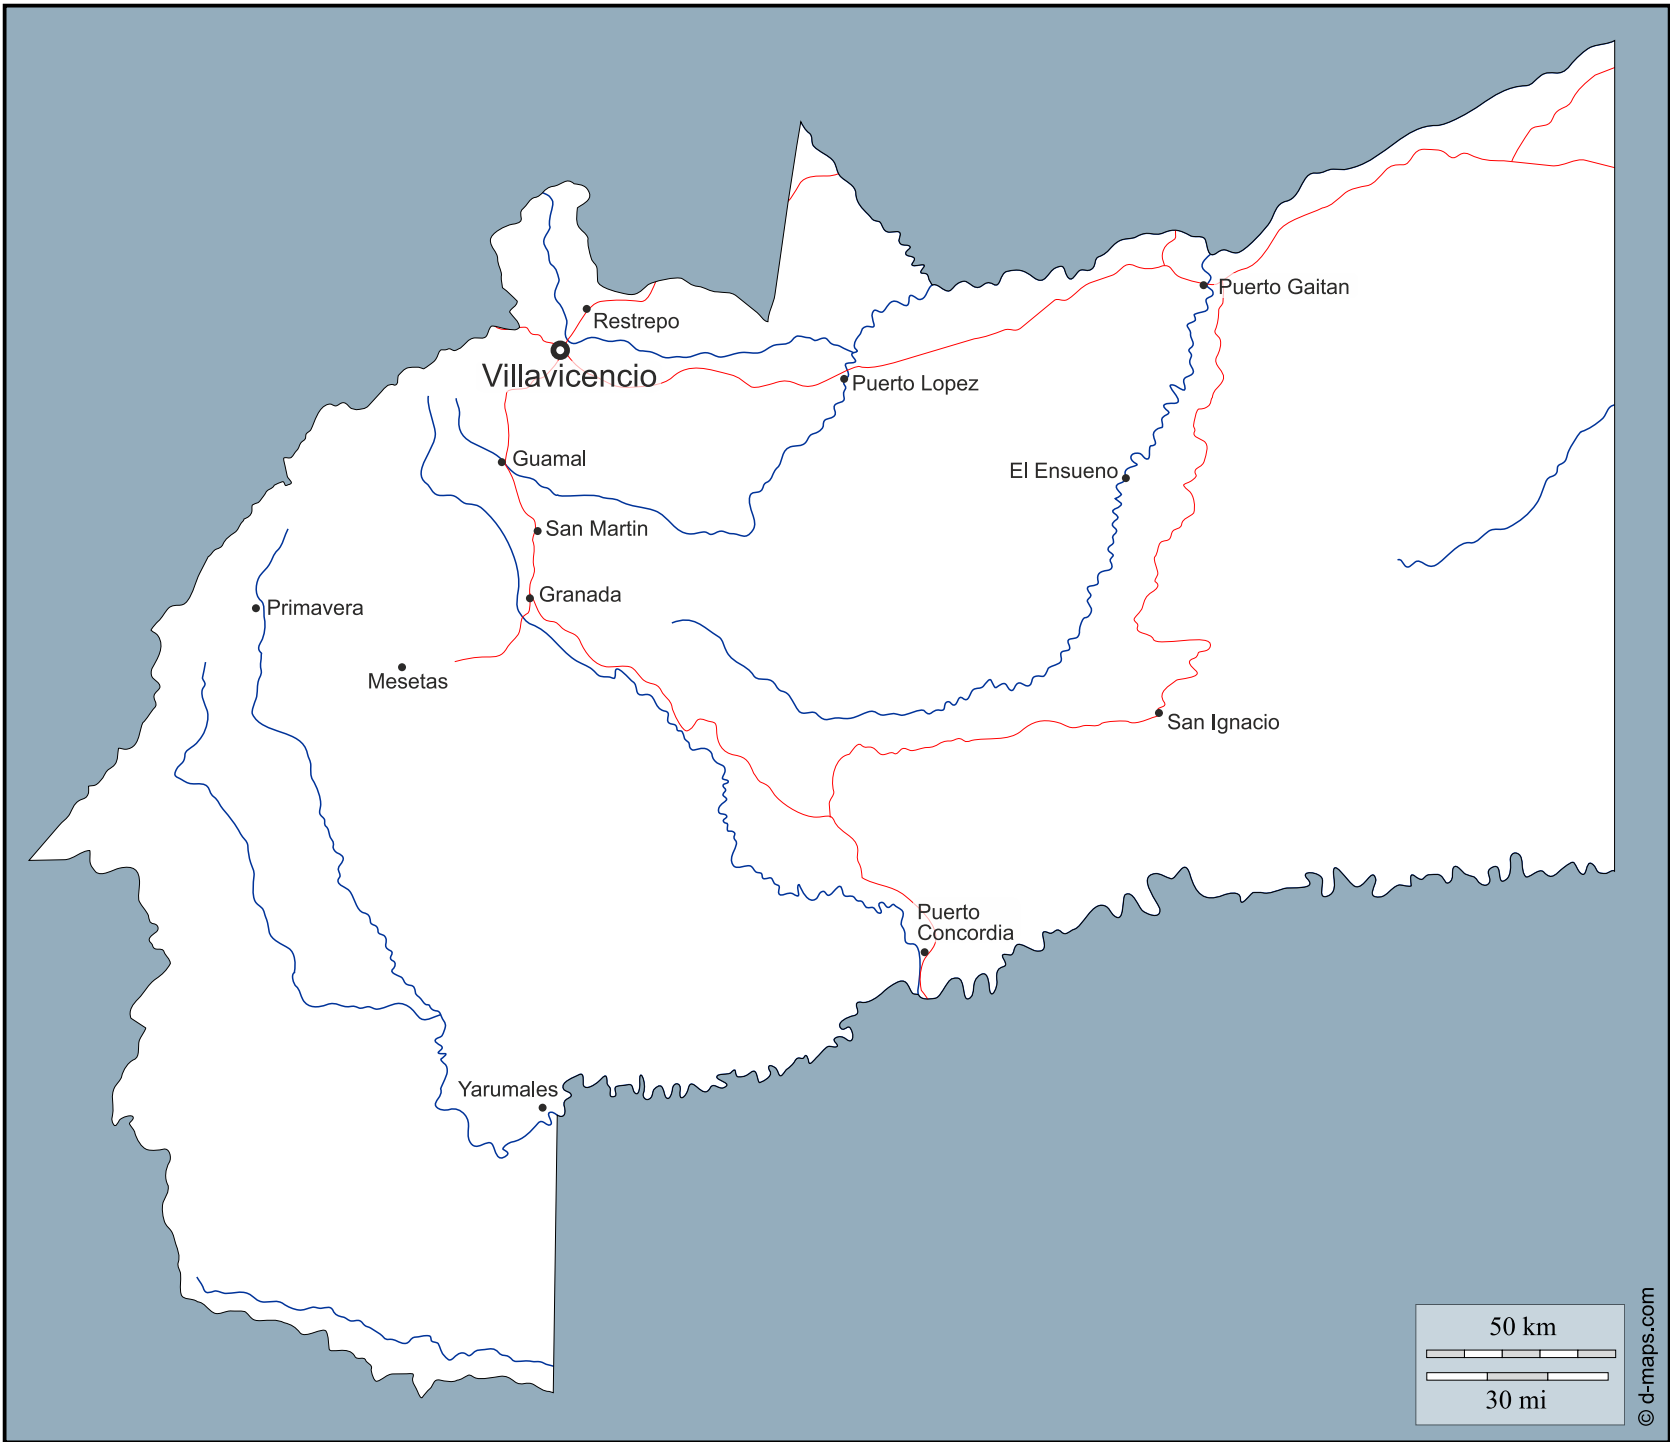 Puerto Gaitan
Restrepo
Villavicencio
Puerto Lopez
Guamal
El Ensueno
San Martin
Granada
Primavera
Mesetas
San Ignacio
Puerto
Concordia
Yarumales
50 km
30 mi
© d-maps.com